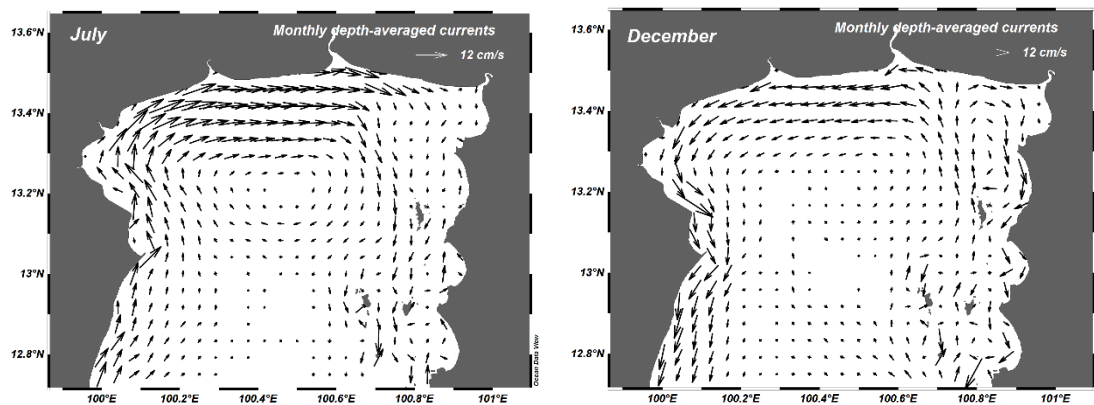 July
Monthly depth-averaged currents
12 cm/s
13.6°N
13.4°N
13.2°N
13°N
12.8°N
100°E
100.2°E
100.4°E
100.6°E
100.8°E
101°E
Ocean Data View
December
Monthly depth-averaged currents
12 cm/s
13.6°N
13.4°N
13.2°N
13°N
12.8°N
100°E
100.2°E
100.4°E
100.6°E
100.8°E
101°E